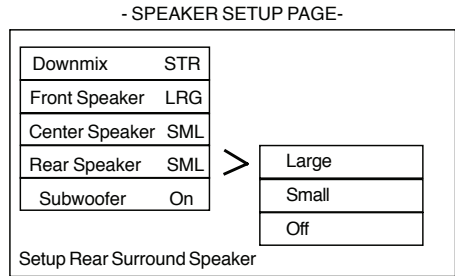 - SPEAKER SETUP PAGE-
Downmix STR
Front Speaker LRG
Center Speaker SML
Rear Speaker SML
Subwoofer On
>
Large
Small
Off
Setup Rear Surround Speaker